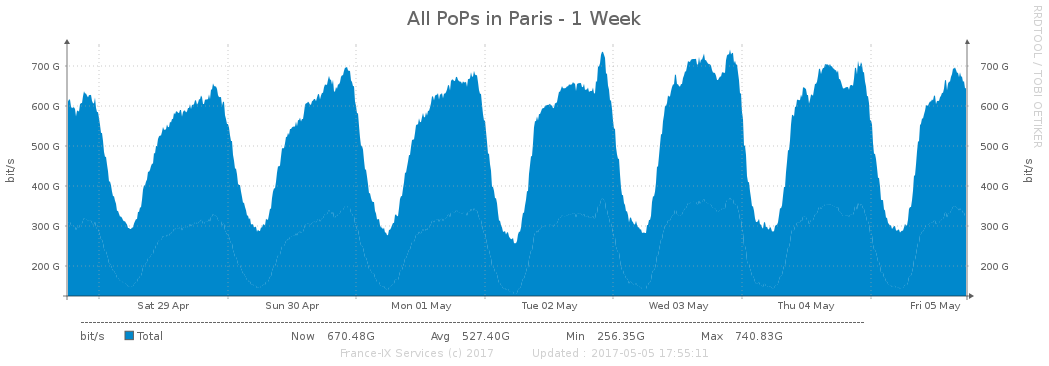 All PoPs in Paris - 1 Week
RRDTOOL / TOBI OETIKER
bit/s
bit/s
700 G 700 G
600 G 600 G
500 G 500 G
400 G 400 G
300 G 300 G
200 G 200 G
Sat 29 Apr Sun 30 Apr Mon 01 May Tue 02 May Wed 03 May Thu 04 May Fri 05 May
bit/s Total Now 670.48G Avg 527.40G Min 256.35G Max 740.83G
France-IX Services (c) 2017 Updated : 2017-05-05 17:55:11